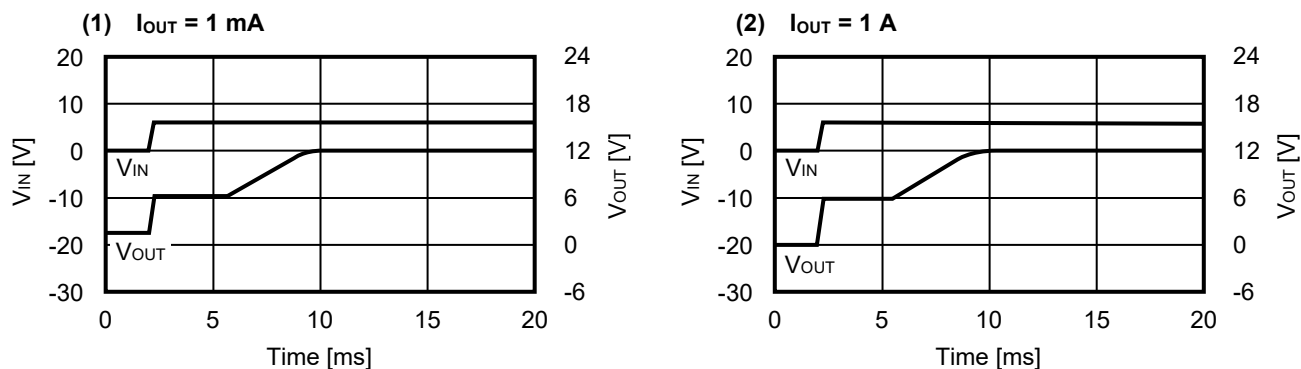 (1) IOUT = 1 mA
20
10
0
-10
-20
-30
VIN [V]
24
18
12
6
0
-6
VOUT [V]
VIN
VOUT
0 5 10 15 20
Time [ms]
(2) IOUT = 1 A
20
10
0
-10
-20
-30
VIN [V]
24
18
12
6
0
-6
VOUT [V]
VIN
VOUT
0 5 10 15 20
Time [ms]